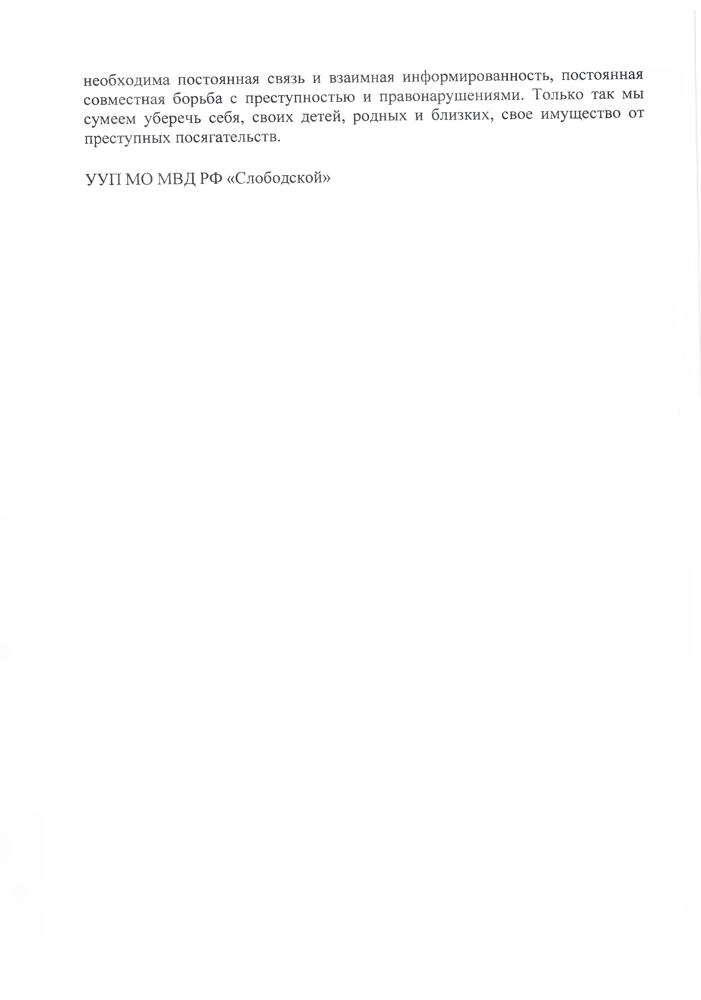 необходима постоянная связь и взаимная информированность, постоянная
совместная борьба с преступностью и правонарушениями. Только так мы
сумеем уберечь себя, своих детей, родных и близких, свое имущество от
преступных посягательств.
УУП МО МВД РФ «Слободской»